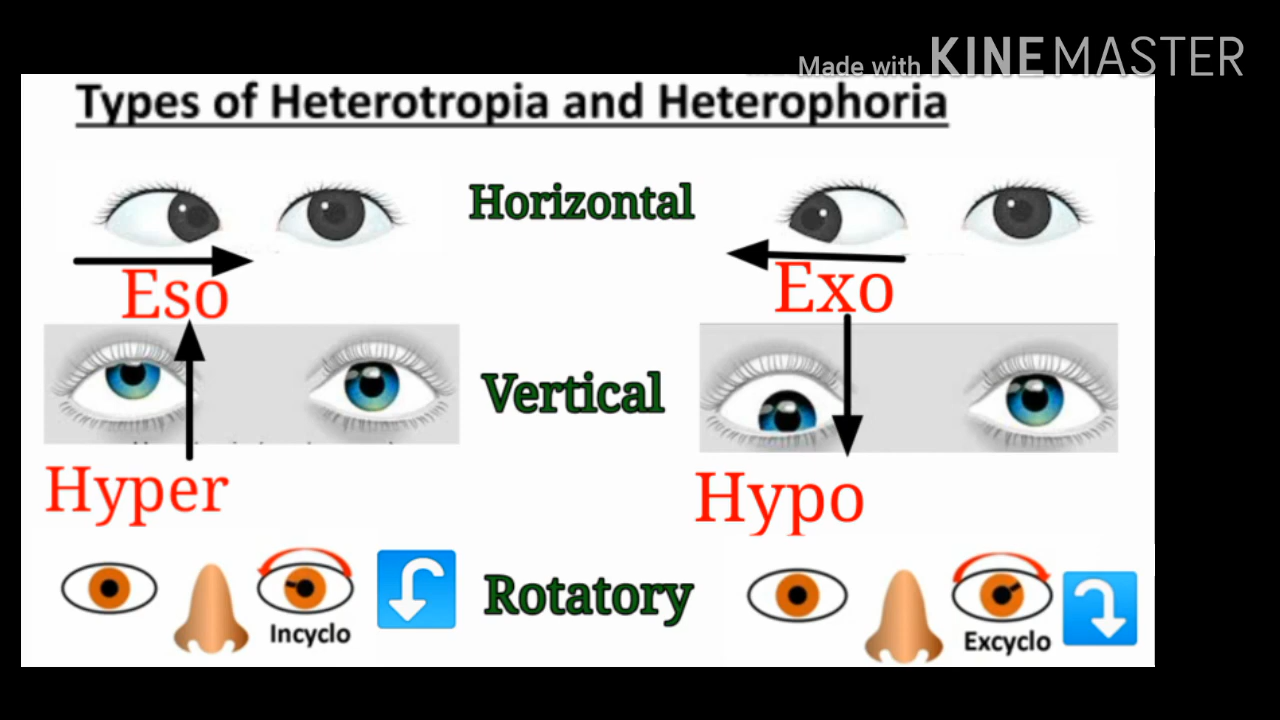 Made with KINEMASTER
Types of Heterotropia and Heterophoria
Horizontal
Eso
Exo
Vertical
Hyper
Hypo
Rotatory
Incyclo
Excyclo